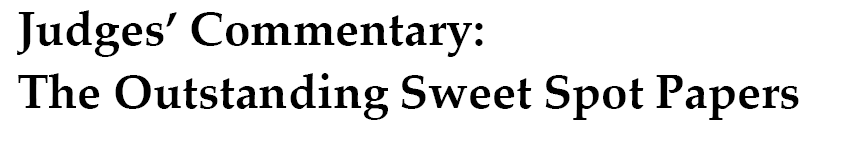 Judges’ Commentary:
The Outstanding Sweet Spot Papers